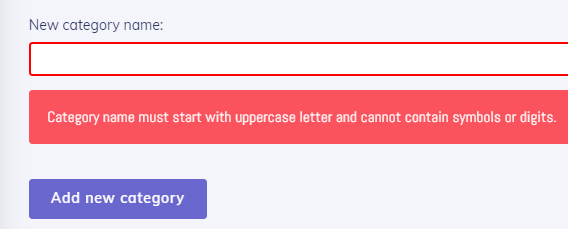 New category name:
Category name must start with uppercase letter and cannot contain symbols or digits.
Add new category